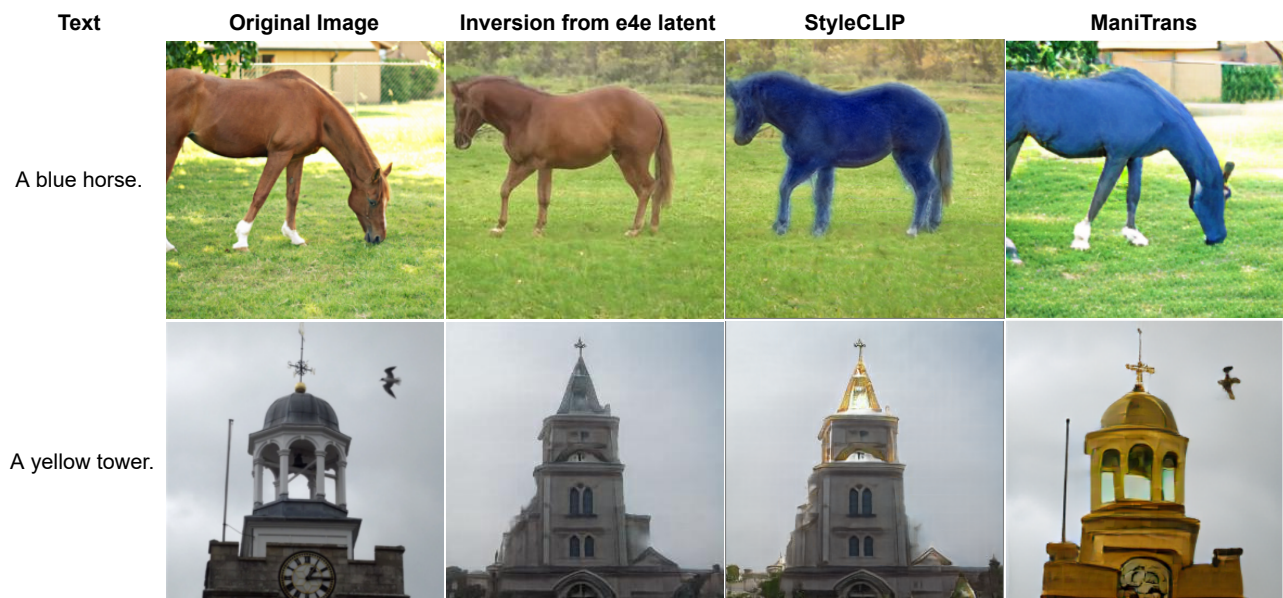 Text Original Image Inversion from e4e latent StyleCLIP ManiTrans
A blue horse.
A yellow tower.